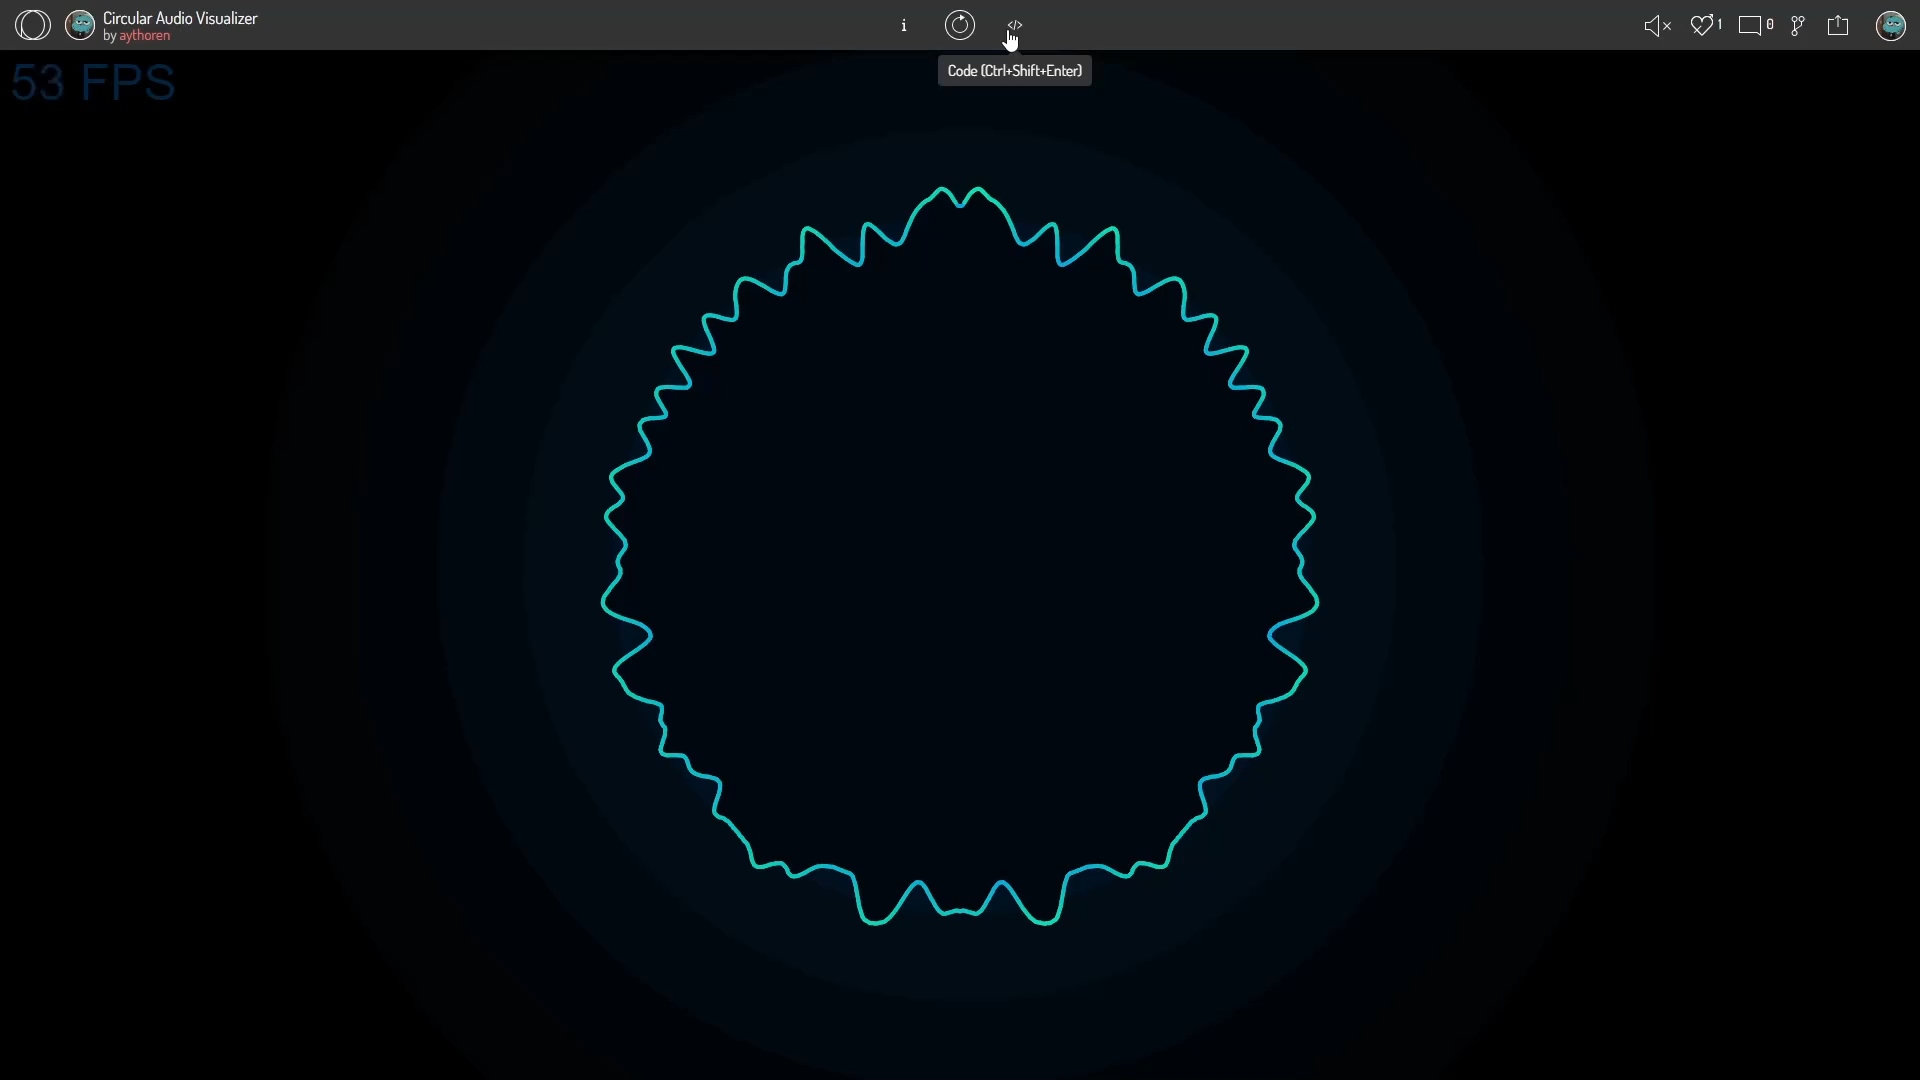 Circular Audio Visualizer
by aythoren
i
</>
1
0
Code (Ctrl+Shift+Enter)
53 FPS